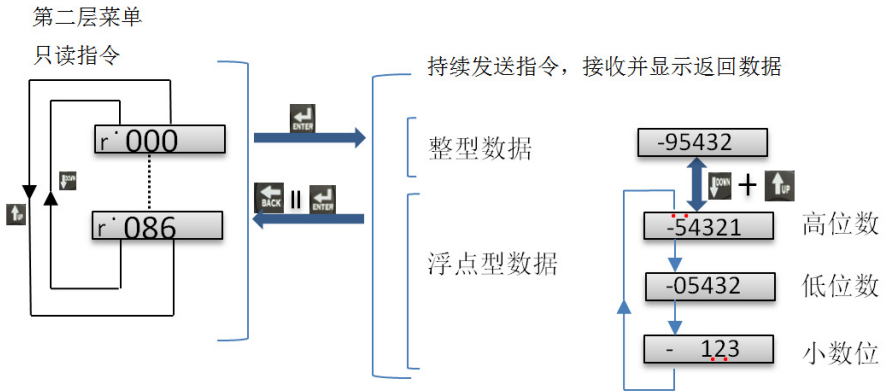 第二层菜单
只读指令
持续发送指令，接收并显示返回数据
r˙000
ENTER
整型数据
-95432
DOWN
UP
BACK
ENTER
DOWN
+
UP
r˙086
-54321
高位数
浮点型数据
-05432
低位数
- 123
小数位